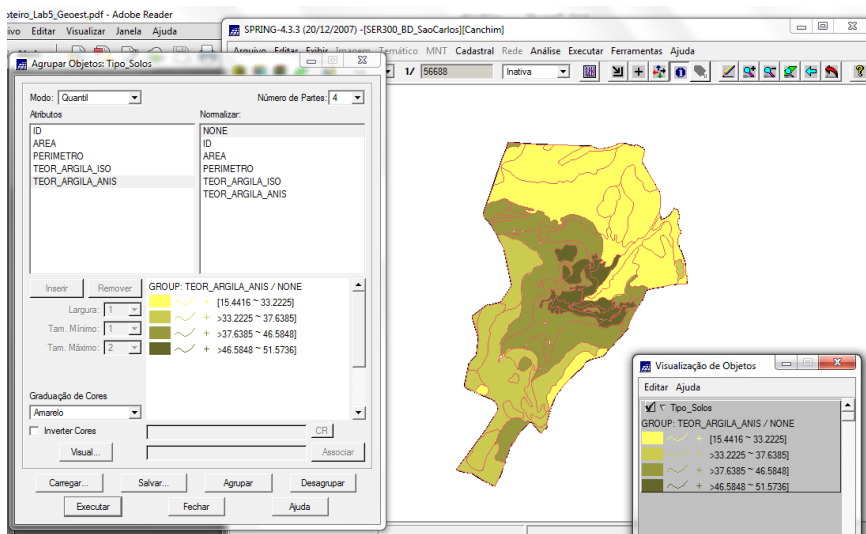 oteiro_Lab5_Geoest.pdf - Adobe Reader
ivo Editar Visualizar Janela Ajuda
SPRING-4.3.3 (20/12/2007) -[SER300_BD_SaoCarlos][Canchim]
Arquivo Editar Exibir Imagem Temático MNT Cadastral Rede Análise Executar Ferramentas Ajuda
1/ 56688 Inativa
Agrupar Objetos: Tipo_Solos
Modo: Quantil Número de Partes: 4
Atributos Normalizar:
ID NONE
AREA ID
PERIMETRO AREA
TEOR_ARGILA_ISO PERIMETRO
TEOR_ARGILA_ANIS TEOR_ARGILA_ISO
TEOR_ARGILA_ANIS
Inserir Remover GROUP: TEOR_ARGILA_ANIS / NONE
[15.4416 ~ 33.2225]
Largura: 1 >33.2225 ~ 37.6385]
Tam. Mínimo: 1 >37.6385 ~ 46.5848]
Tam. Máximo: 2 >46.5848 ~ 51.5736]
Graduação de Cores
Amarelo
Inverter Cores CR
Visual... Associar
Carregar... Salvar... Agrupar Desagrupar
Executar Fechar Ajuda
Visualização de Objetos
Editar Ajuda
Tipo_Solos
GROUP: TEOR_ARGILA_ANIS / NONE
[15.4416 ~ 33.2225]
>33.2225 ~ 37.6385]
>37.6385 ~ 46.5848]
>46.5848 ~ 51.5736]